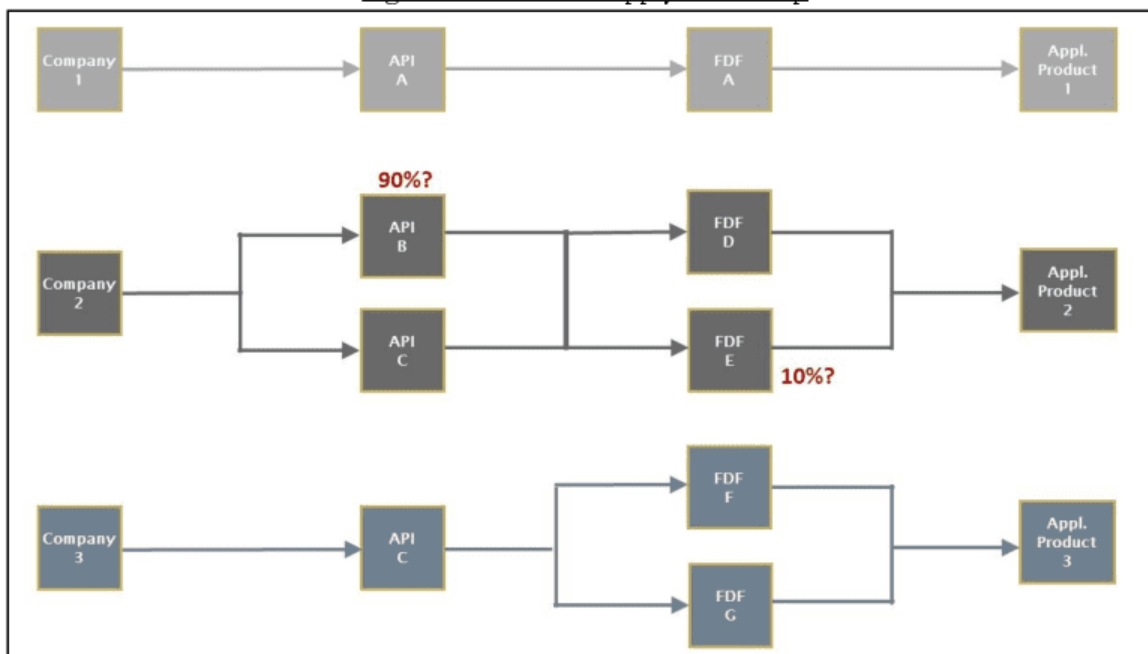 Company
1
API
A
FDF
A
Appl.
Product
1
90%?
API
B
FDF
D
Company
2
Appl.
Product
2
API
C
FDF
E
10%?
FDF
F
Company
3
API
C
Appl.
Product
3
FDF
G